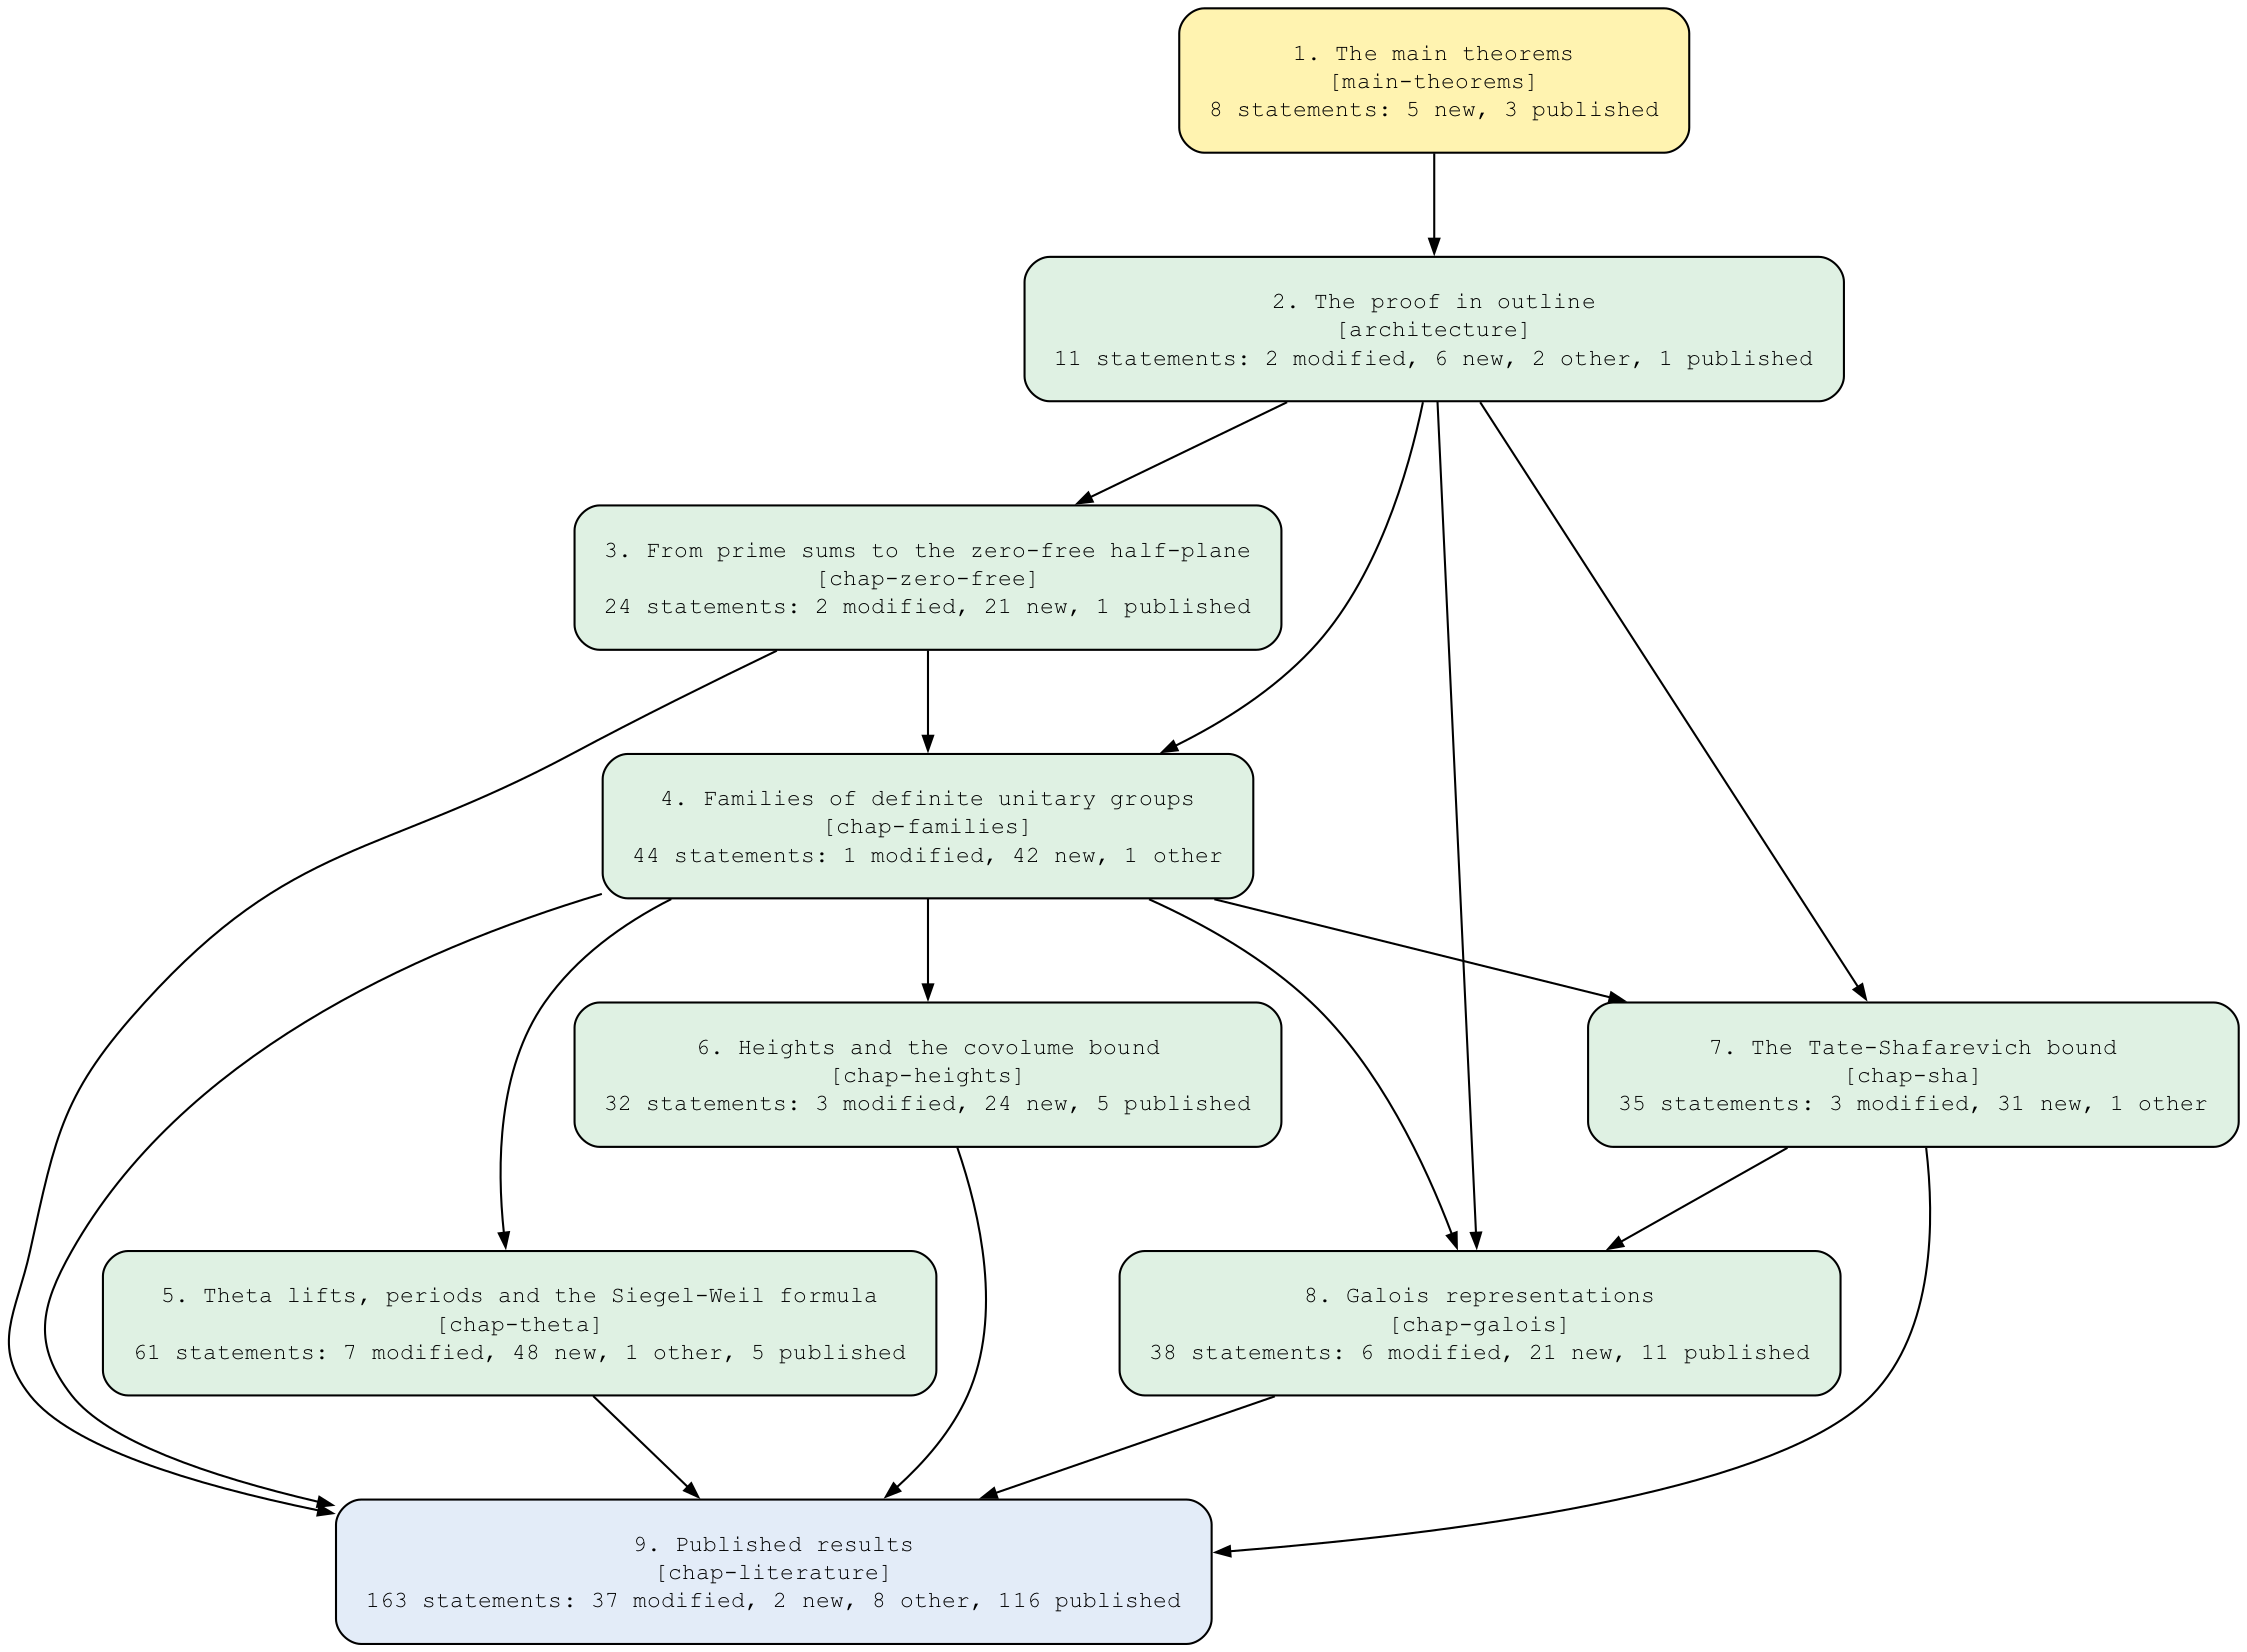 1. The main theorems
[main-theorems]
8 statements: 5 new, 3 published
2. The proof in outline
[architecture]
11 statements: 2 modified, 6 new, 2 other, 1 published
3. From prime sums to the zero-free half-plane
[chap-zero-free]
24 statements: 2 modified, 21 new, 1 published
4. Families of definite unitary groups
[chap-families]
44 statements: 1 modified, 42 new, 1 other
6. Heights and the covolume bound
[chap-heights]
32 statements: 3 modified, 24 new, 5 published
7. The Tate-Shafarevich bound
[chap-sha]
35 statements: 3 modified, 31 new, 1 other
5. Theta lifts, periods and the Siegel-Weil formula
[chap-theta]
61 statements: 7 modified, 48 new, 1 other, 5 published
8. Galois representations
[chap-galois]
38 statements: 6 modified, 21 new, 11 published
9. Published results
[chap-literature]
163 statements: 37 modified, 2 new, 8 other, 116 published